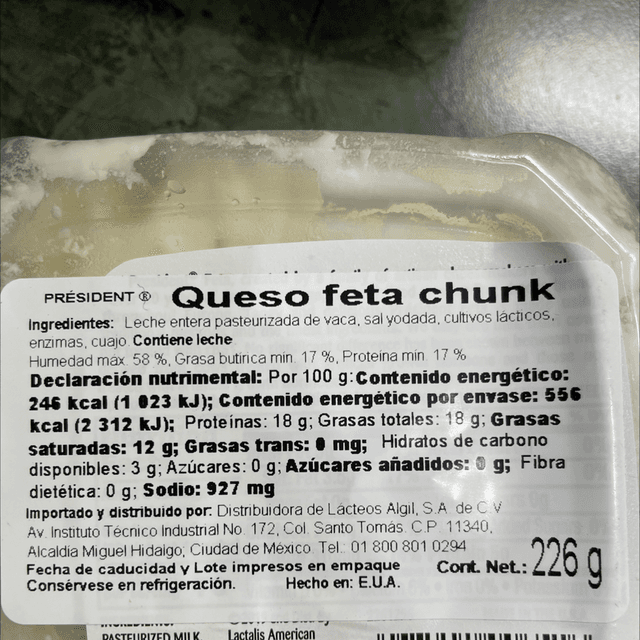 PRÉSIDENT ® Queso feta chunk
Ingredientes: Leche entera pasteurizada de vaca, sal yodada, cultivos lácticos,
enzimas, cuajo. Contiene leche
Humedad máx. 58 %, Grasa butírica mín. 17 %, Proteína mín. 17 %
Declaración nutrimental: Por 100 g: Contenido energético:
246 kcal (1 023 kJ); Contenido energético por envase: 556
kcal (2 312 kJ); Proteínas: 18 g; Grasas totales: 18 g; Grasas
saturadas: 12 g; Grasas trans: 0 mg; Hidratos de carbono
disponibles: 3 g; Azúcares: 0 g; Azúcares añadidos: 0 g; Fibra
dietética: 0 g; Sodio: 927 mg
Importado y distribuido por: Distribuidora de Lácteos Algil, S.A. de C.V
Av. Instituto Técnico Industrial No. 172, Col. Santo Tomás. C.P. 11340,
Alcaldía Miguel Hidalgo, Ciudad de México. Tel.: 01 800 801 0294
Fecha de caducidad y Lote impresos en empaque Cont. Net.: 226 g
Consérvese en refrigeración. Hecho en: E.U.A.
PASTEURIZED MILK Lactalis American